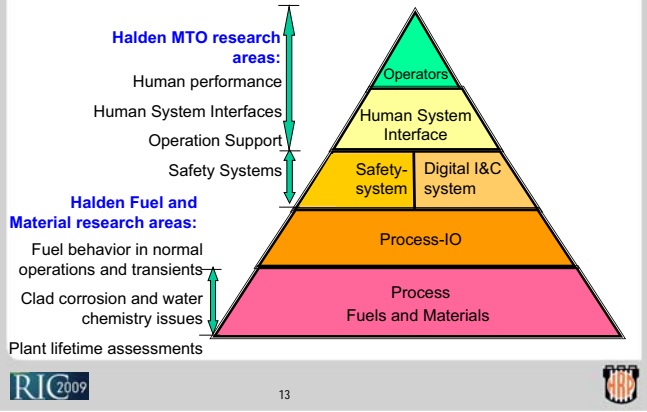 Halden MTO research
areas:
Human performance
Human System Interfaces
Operation Support
Safety Systems
Halden Fuel and
Material research areas:
Fuel behavior in normal
operations and transients
Clad corrosion and water
chemistry issues
Plant lifetime assessments
Operators
Human System
Interface
Safety-
system
Digital I&C
system
Process-IO
Process
Fuels and Materials
RIC2009
13
HRP